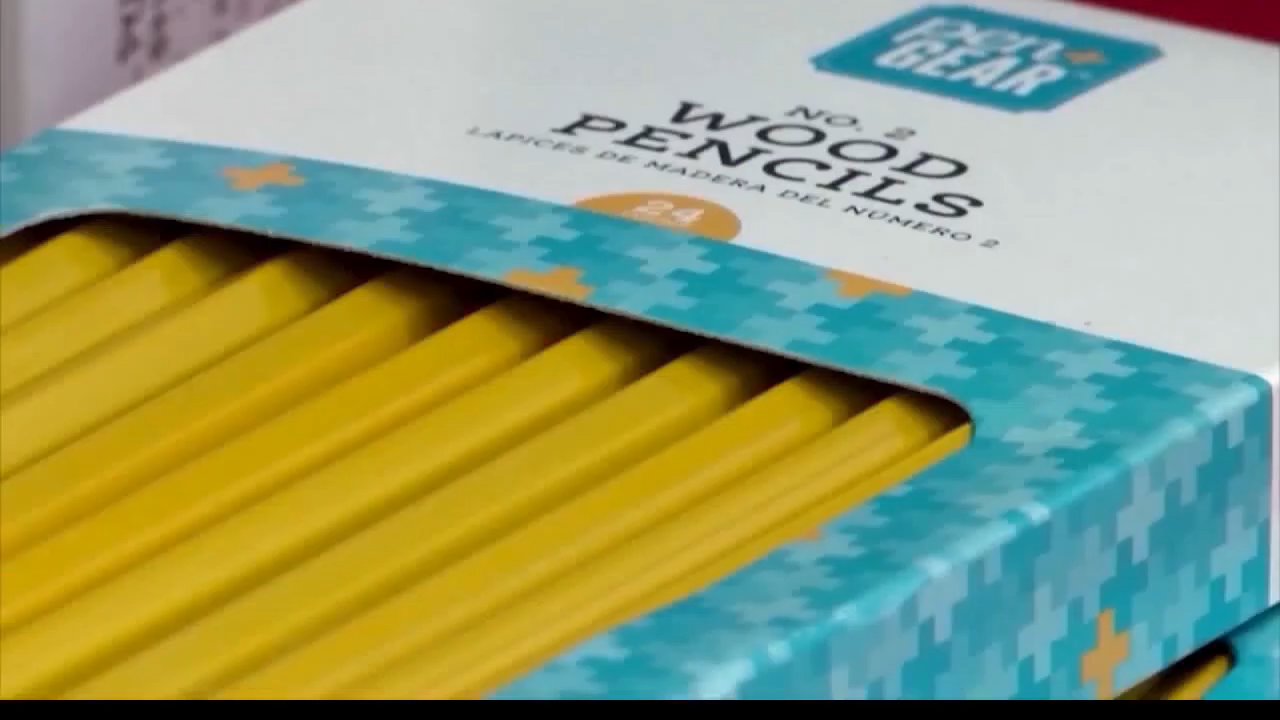 pen+
GEAR
NO. 2
WOOD
PENCILS
LAPICES DE MADERA DEL NÚMERO 2
24